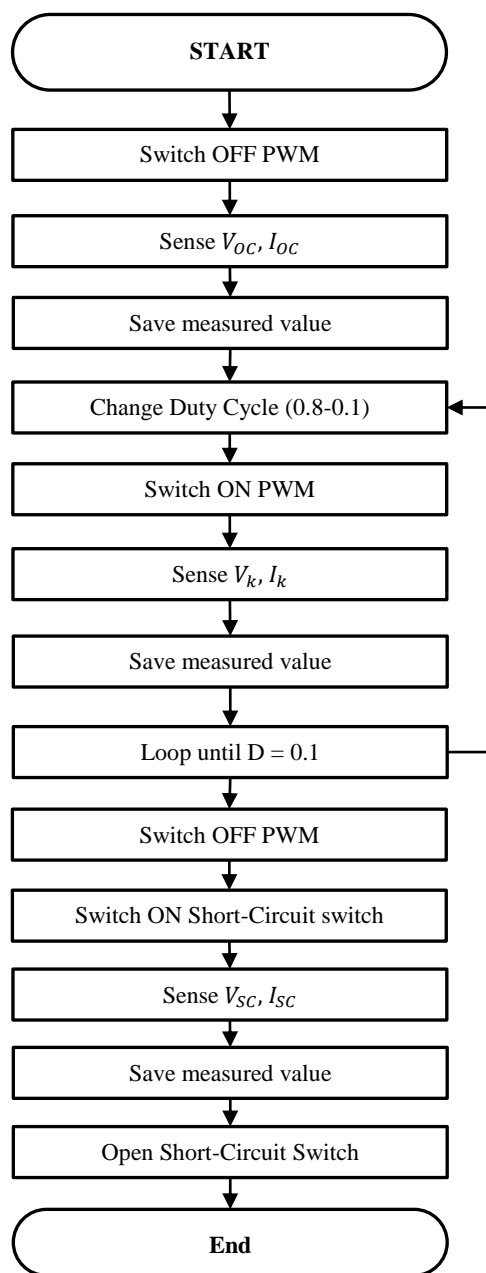 START
Switch OFF PWM
Sense V_OC, I_OC
Save measured value
Change Duty Cycle (0.8-0.1)
Switch ON PWM
Sense V_k, I_k
Save measured value
Loop until D = 0.1
Switch OFF PWM
Switch ON Short-Circuit switch
Sense V_SC, I_SC
Save measured value
Open Short-Circuit Switch
End